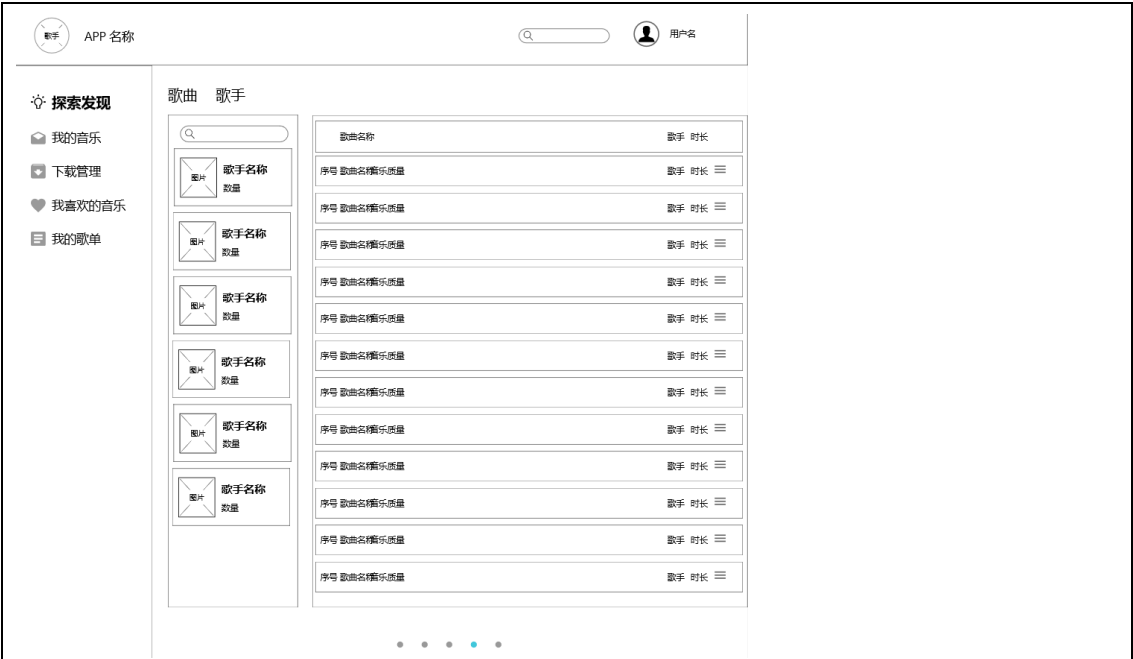 歌手 APP 名称 用户名
探索发现
我的音乐
下载管理
我喜欢的音乐
我的歌单
歌曲 歌手
图片 歌手名称
数量
图片 歌手名称
数量
图片 歌手名称
数量
图片 歌手名称
数量
图片 歌手名称
数量
图片 歌手名称
数量
歌曲名称 歌手 时长
序号 歌曲名称音乐质量 歌手 时长
序号 歌曲名称音乐质量 歌手 时长
序号 歌曲名称音乐质量 歌手 时长
序号 歌曲名称音乐质量 歌手 时长
序号 歌曲名称音乐质量 歌手 时长
序号 歌曲名称音乐质量 歌手 时长
序号 歌曲名称音乐质量 歌手 时长
序号 歌曲名称音乐质量 歌手 时长
序号 歌曲名称音乐质量 歌手 时长
序号 歌曲名称音乐质量 歌手 时长
序号 歌曲名称音乐质量 歌手 时长
序号 歌曲名称音乐质量 歌手 时长